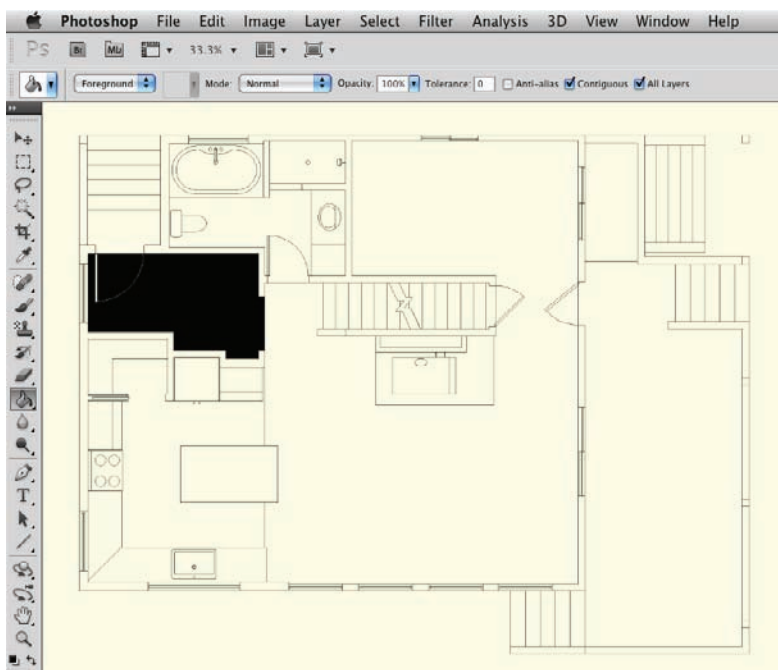 Photoshop File Edit Image Layer Select Filter Analysis 3D View Window Help
Ps Br Mb 33.3%
Foreground Mode: Normal Opacity: 100% Tolerance: 0 Anti-alias Contiguous All Layers
T